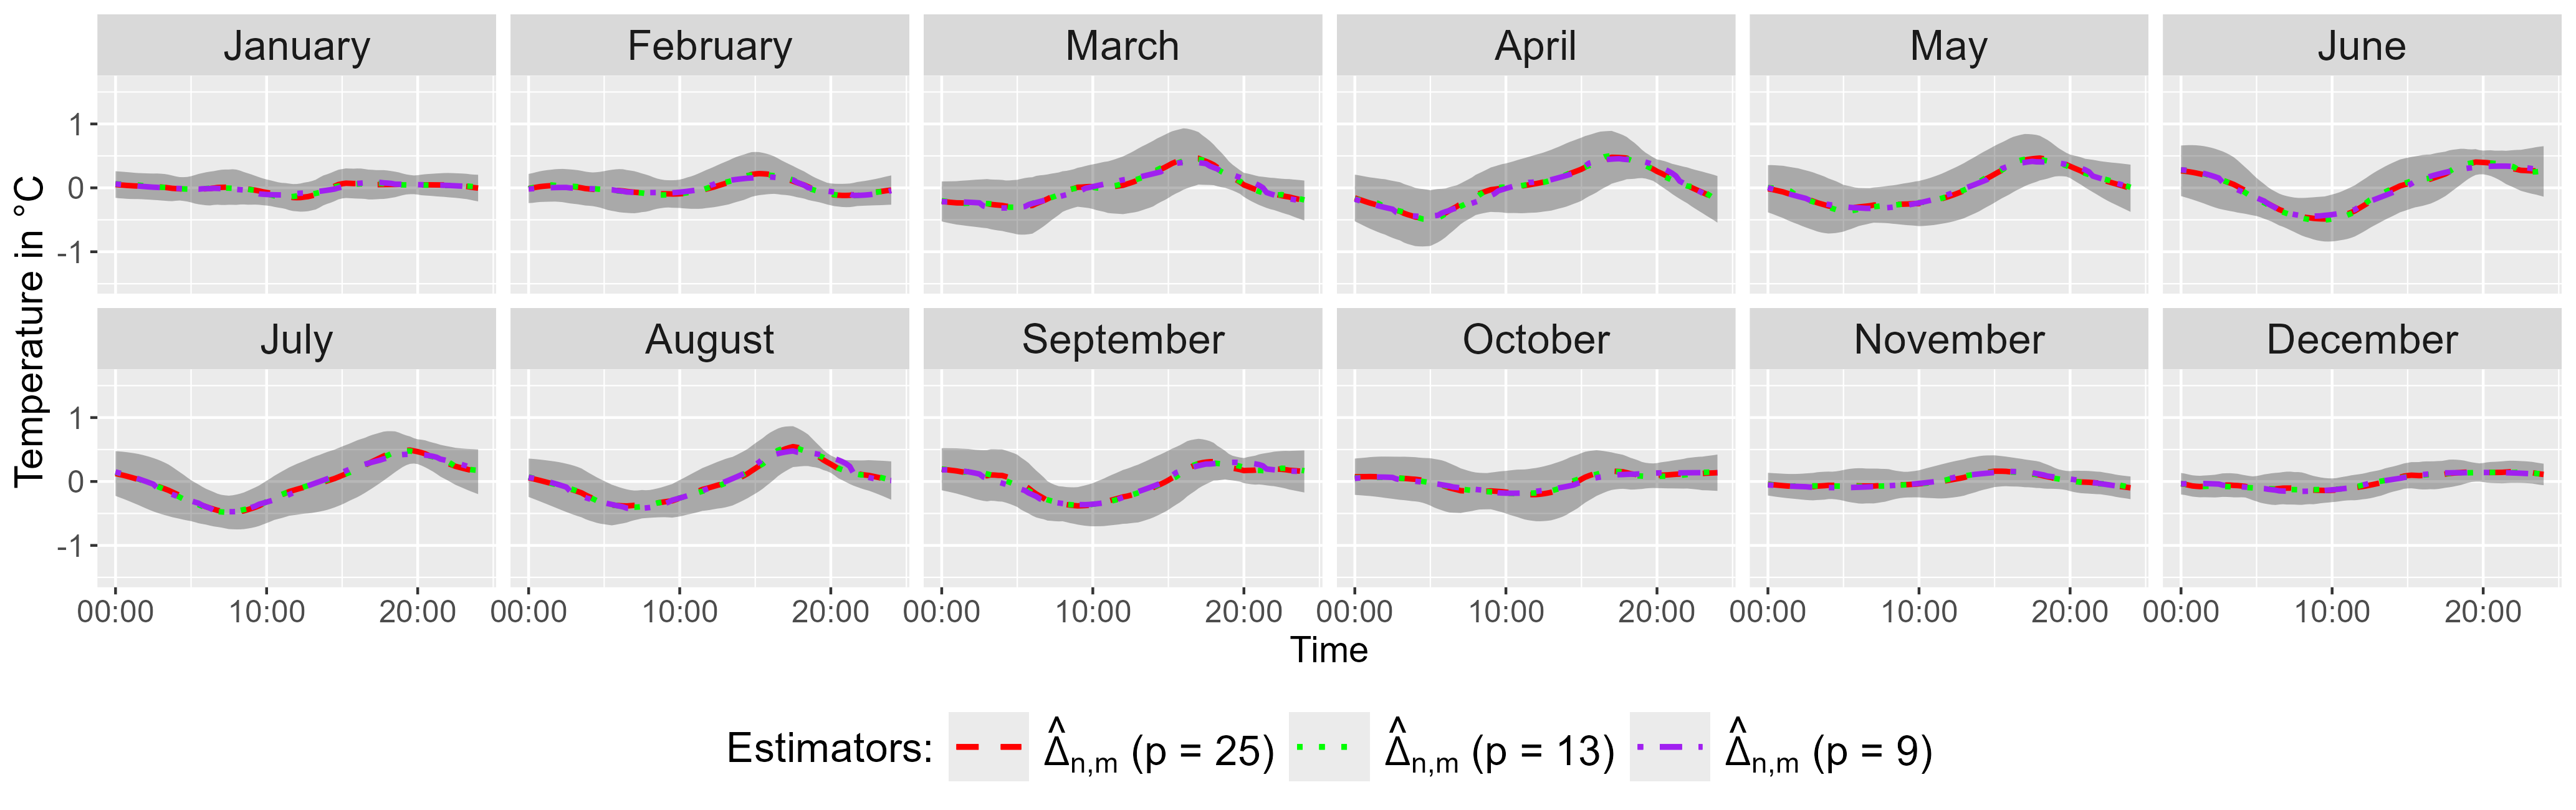 January February March April May June
1
0
-1
July August September October November December
1
0
-1
Temperature in °C
00:00 10:00 20:00 00:00 10:00 20:00 00:00 10:00 20:00 00:00 10:00 20:00 00:00 10:00 20:00 00:00 10:00 20:00
Time
Estimators: Δ̂n,m (p = 25) Δ̂n,m (p = 13) Δ̂n,m (p = 9)